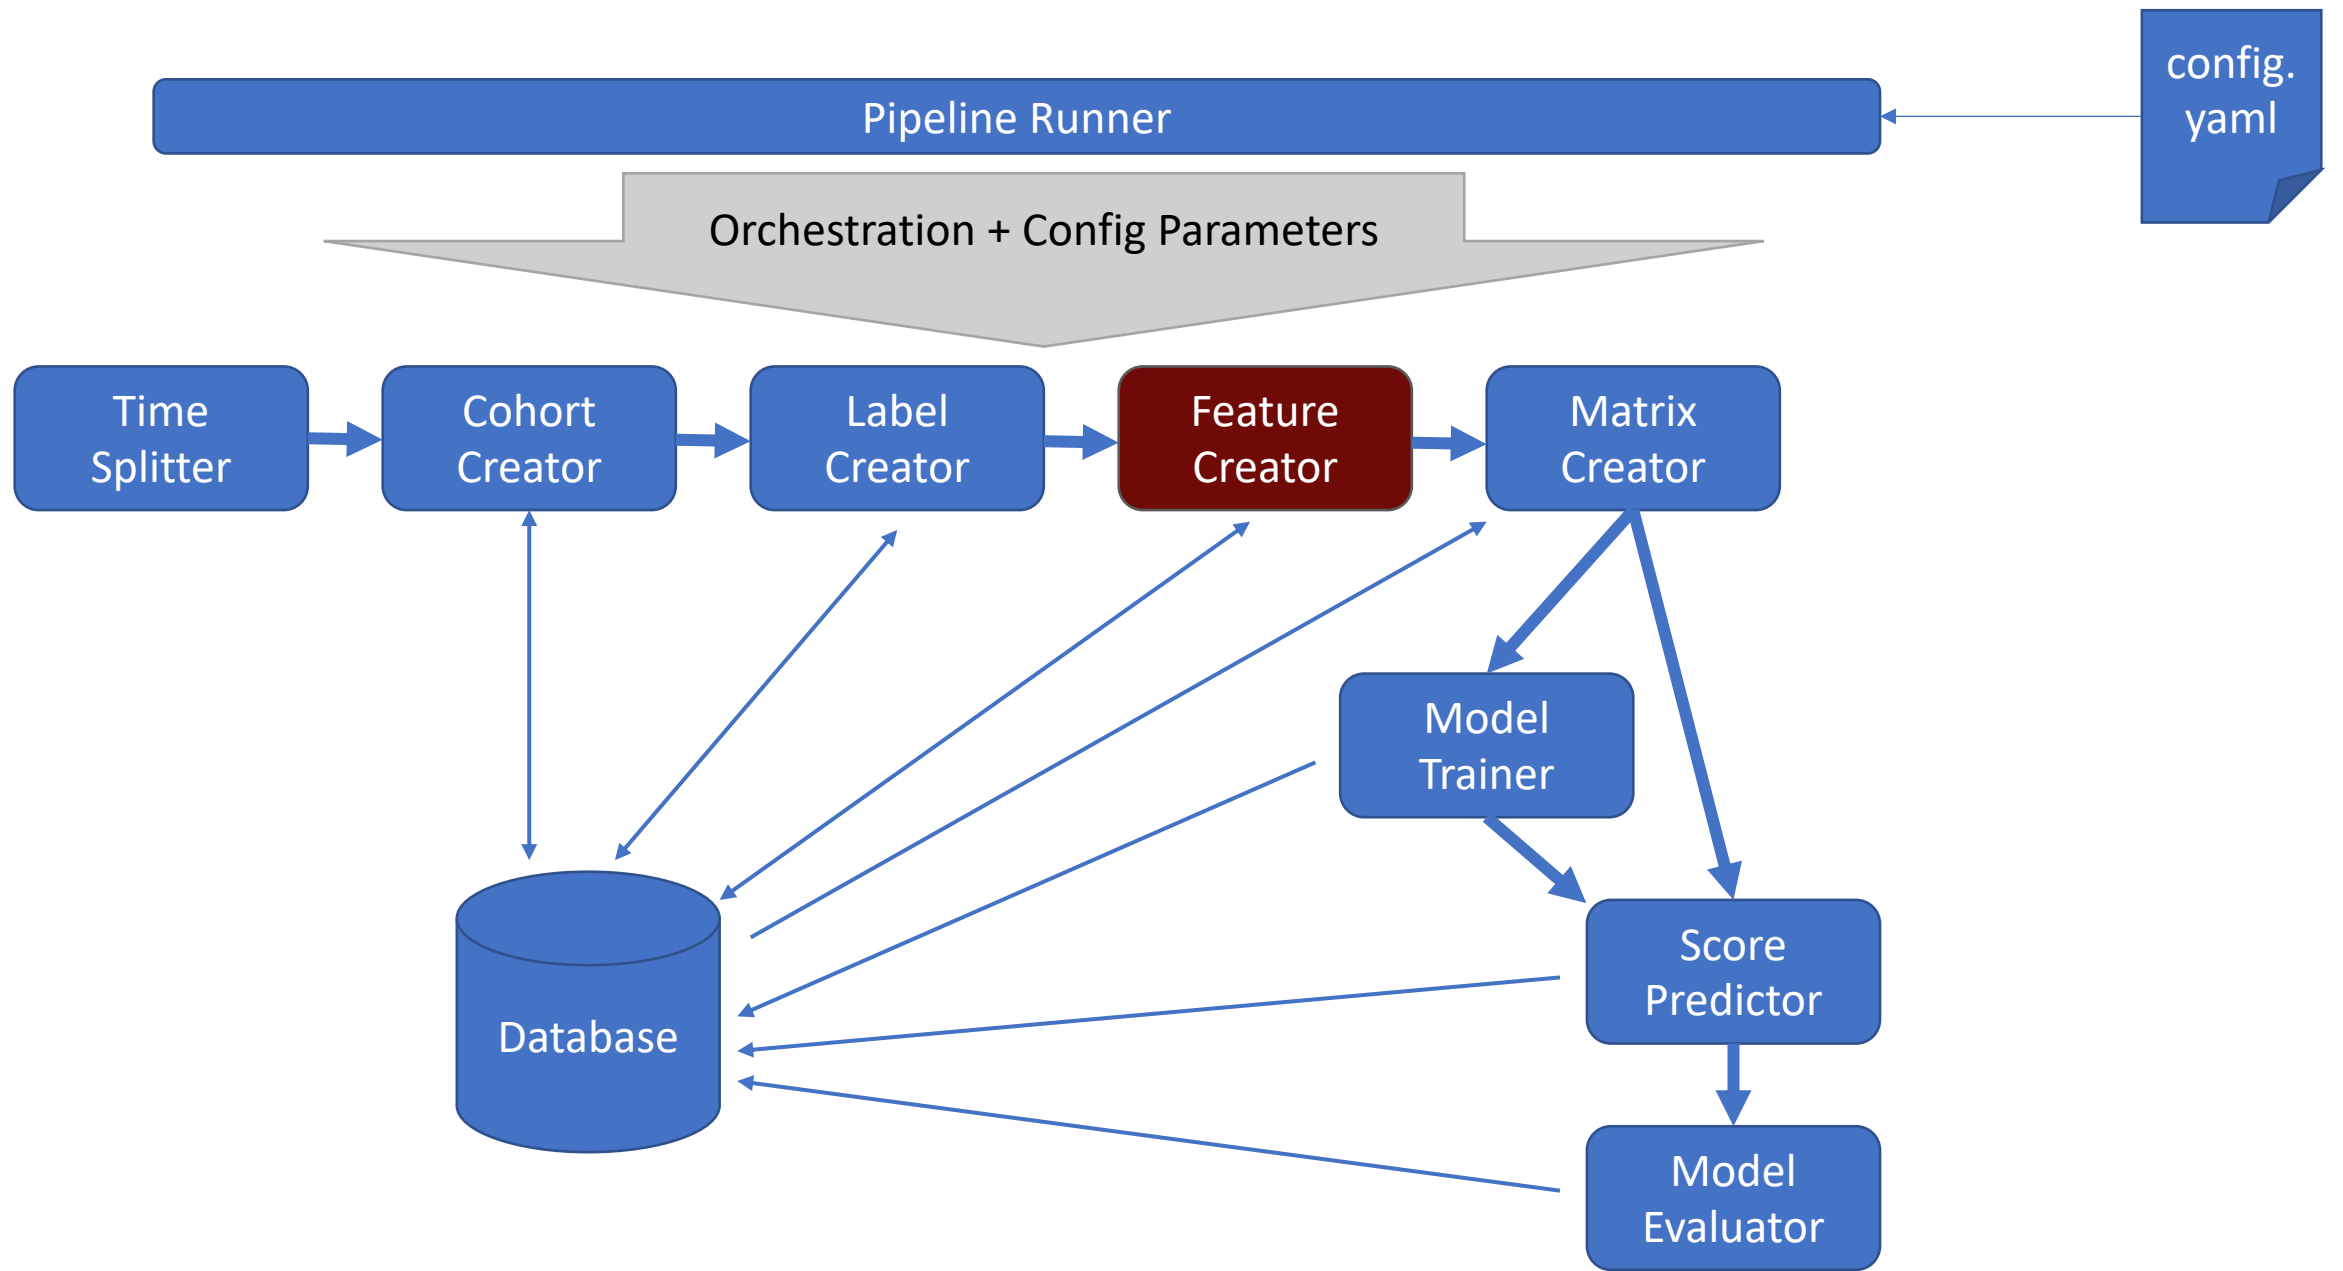 config.
yaml
Pipeline Runner
Orchestration + Config Parameters
Time
Splitter
Cohort
Creator
Label
Creator
Feature
Creator
Matrix
Creator
Model
Trainer
Score
Predictor
Database
Model
Evaluator